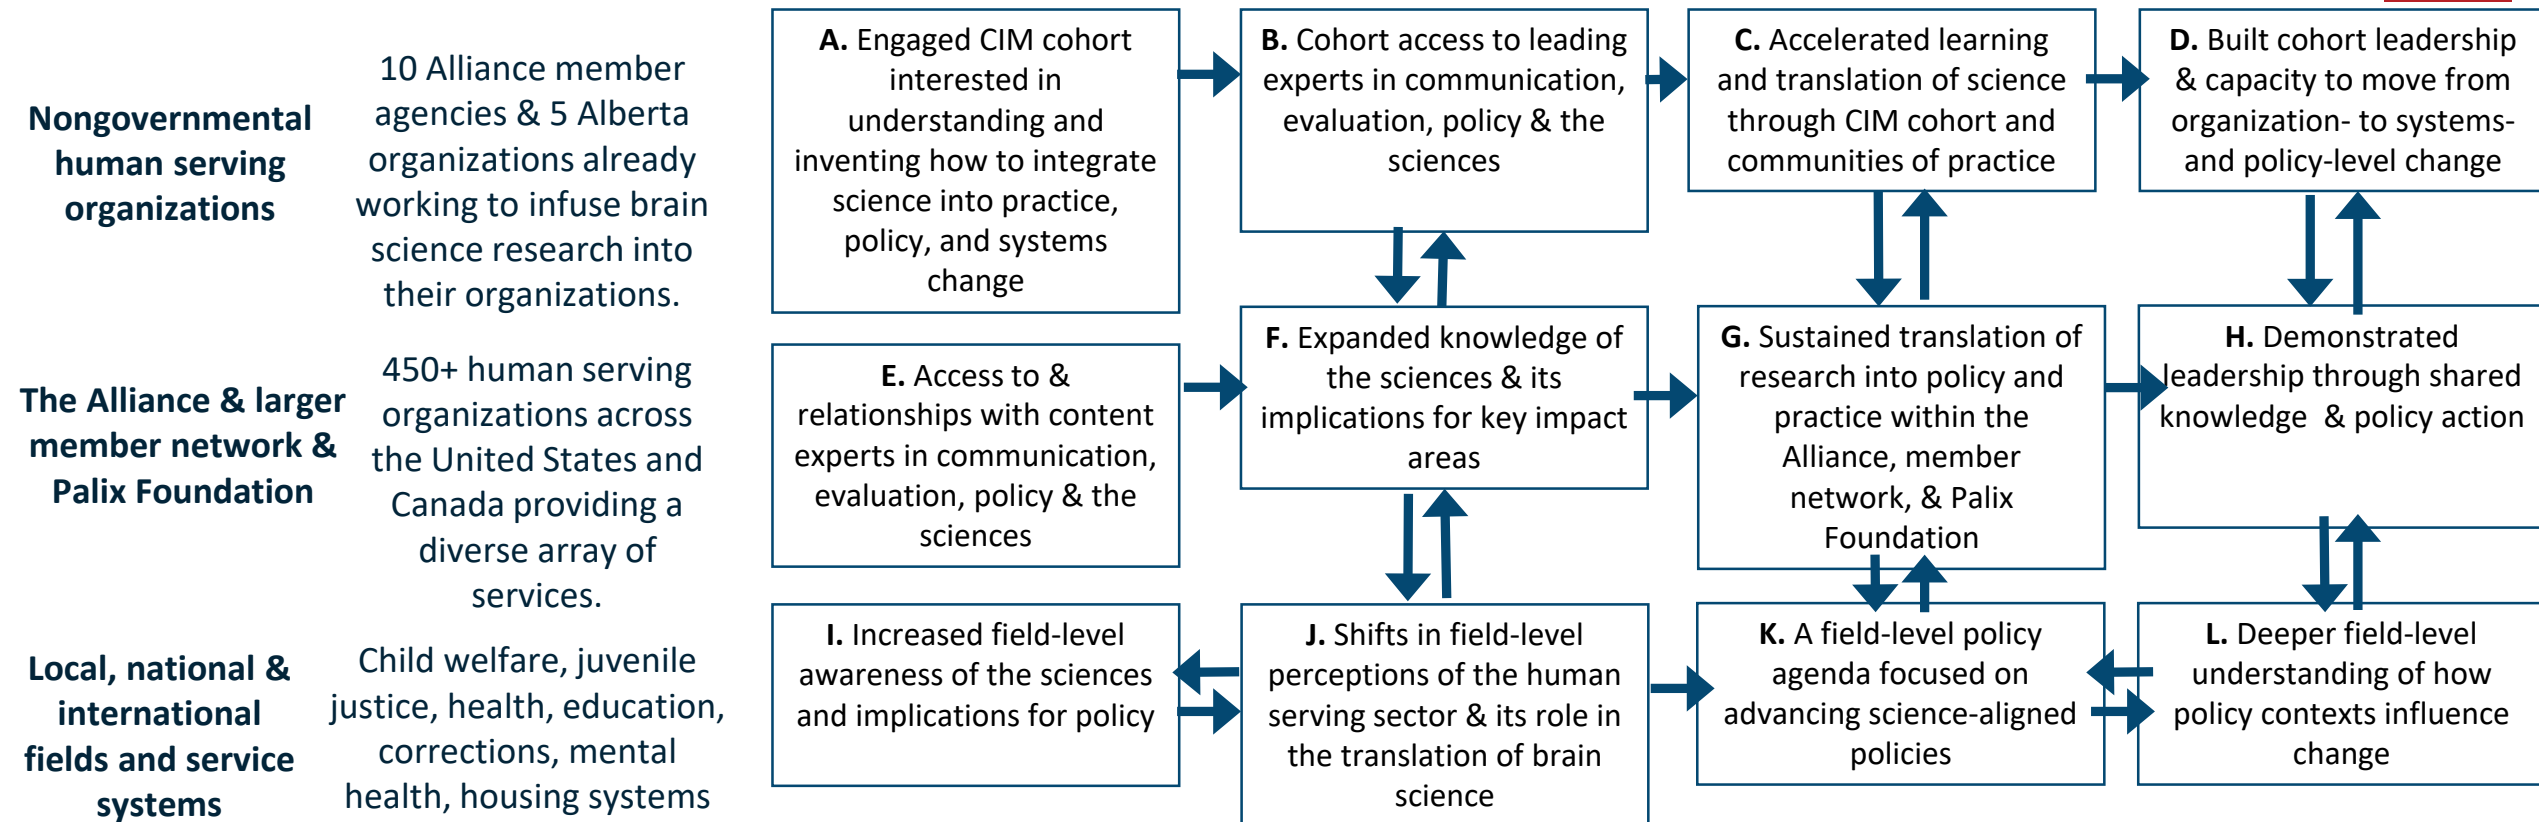 Nongovernmental
human serving
organizations
10 Alliance member
agencies & 5 Alberta
organizations already
working to infuse brain
science research into
their organizations.
A. Engaged CIM cohort
interested in
understanding and
inventing how to integrate
science into practice,
policy, and systems
change
B. Cohort access to leading
experts in communication,
evaluation, policy & the
sciences
C. Accelerated learning
and translation of science
through CIM cohort and
communities of practice
D. Built cohort leadership
& capacity to move from
organization- to systems-
and policy-level change
The Alliance & larger
member network &
Palix Foundation
450+ human serving
organizations across
the United States and
Canada providing a
diverse array of
services.
E. Access to &
relationships with content
experts in communication,
evaluation, policy & the
sciences
F. Expanded knowledge of
the sciences & its
implications for key impact
areas
G. Sustained translation of
research into policy and
practice within the
Alliance, member
network, & Palix
Foundation
H. Demonstrated
leadership through shared
knowledge & policy action
Local, national &
international
fields and service
systems
Child welfare, juvenile
justice, health, education,
corrections, mental
health, housing systems
I. Increased field-level
awareness of the sciences
and implications for policy
J. Shifts in field-level
perceptions of the human
serving sector & its role in
the translation of brain
science
K. A field-level policy
agenda focused on
advancing science-aligned
policies
L. Deeper field-level
understanding of how
policy contexts influence
change